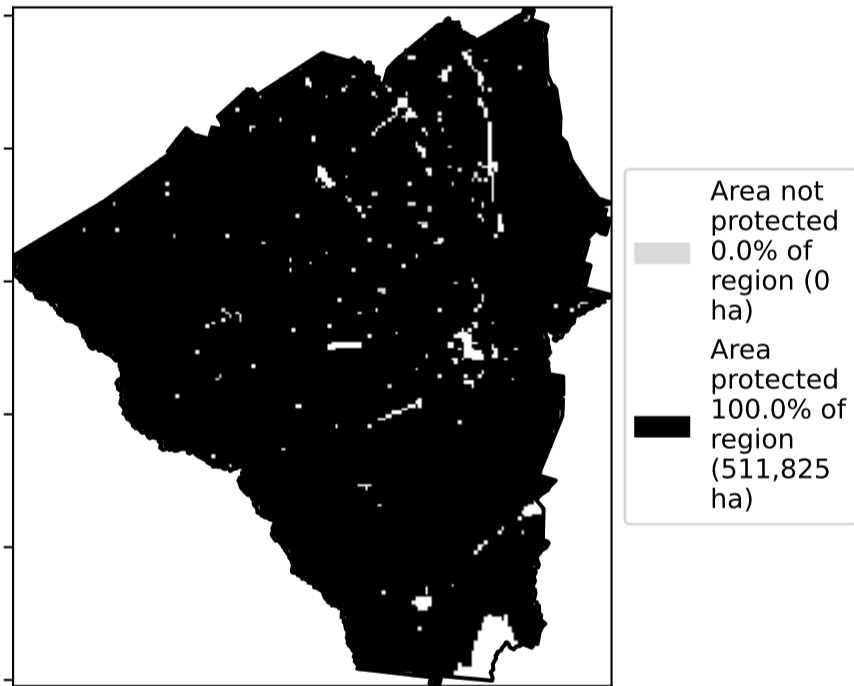 Area not
protected
0.0% of
region (0
ha)
Area
protected
100.0% of
region
(511,825
ha)